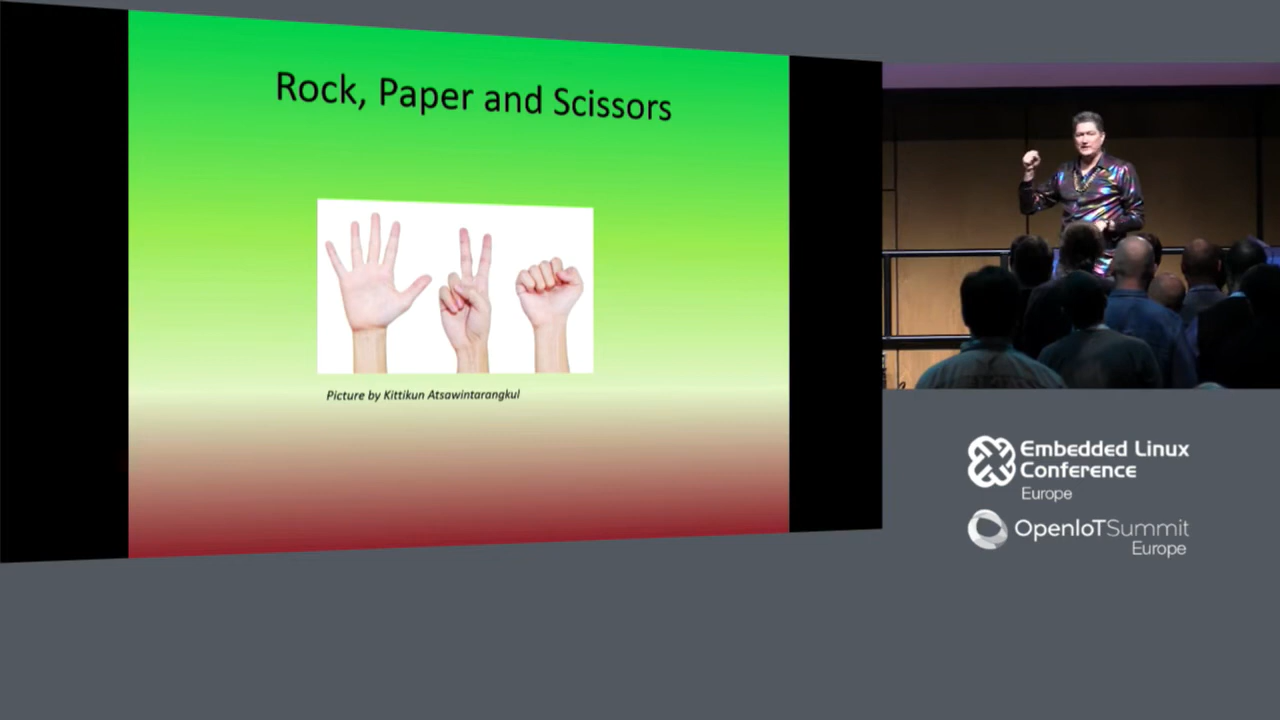 Rock, Paper and Scissors
Picture by Kittikun Atsawintarangkul
Embedded Linux
Conference
Europe
OpenIoTSummit
Europe